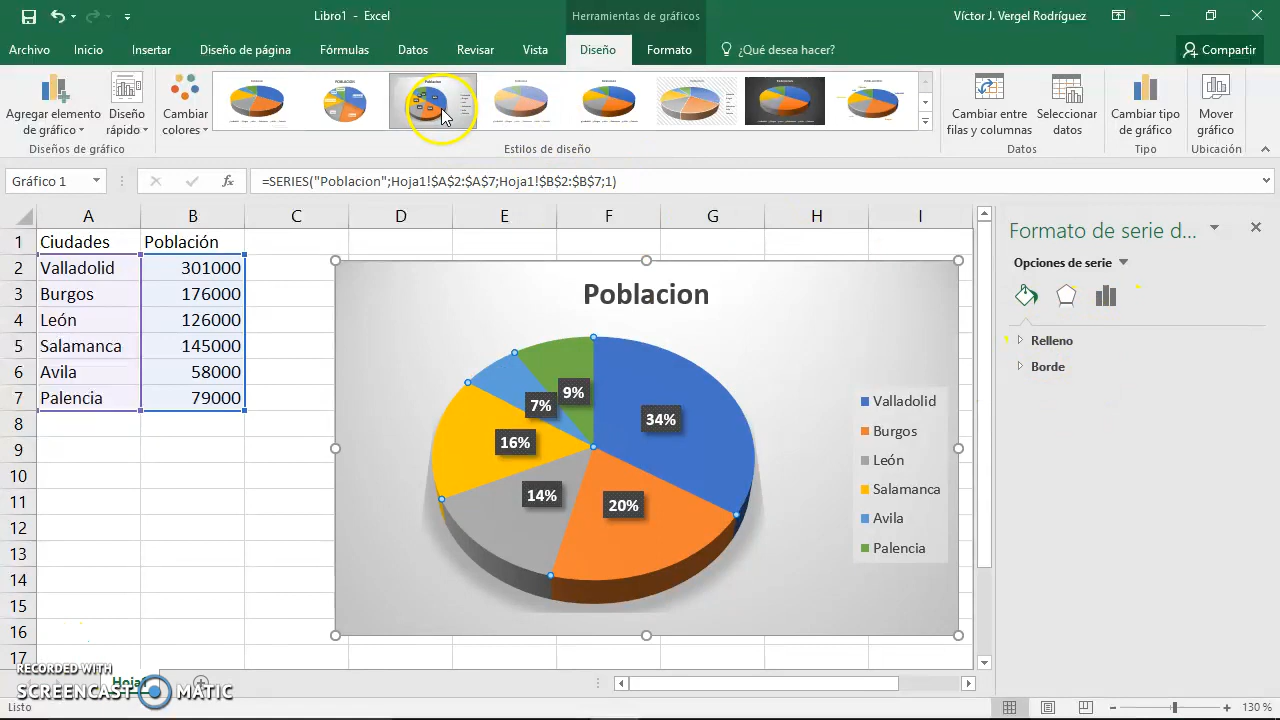 Libro1 - Excel
Herramientas de gráficos
Víctor J. Vergel Rodríguez
Archivo Inicio Insertar Diseño de página Fórmulas Datos Revisar Vista Diseño Formato ¿Qué desea hacer? Compartir
Agregar elemento de gráfico
Diseño rápido
Cambiar colores
Cambiar entre filas y columnas
Seleccionar datos
Cambiar tipo de gráfico
Mover gráfico
Diseños de gráfico Estilos de diseño Datos Tipo Ubicación
Gráfico 1 fx =SERIES("Poblacion";Hoja1!$A$2:$A$7;Hoja1!$B$2:$B$7;1)
A B C D E F G H I
1 Ciudades Población
2 Valladolid 301000
3 Burgos 176000
4 León 126000
5 Salamanca 145000
6 Avila 58000
7 Palencia 79000
8
9
10
11
12
13
14
15
16
17
Poblacion
34%
20%
14%
16%
7%
9%
Valladolid
Burgos
León
Salamanca
Avila
Palencia
Formato de serie d...
Opciones de serie
Relleno
Borde
Hoja1
RECORDED WITH
SCREENCAST MATIC
Listo
130 %